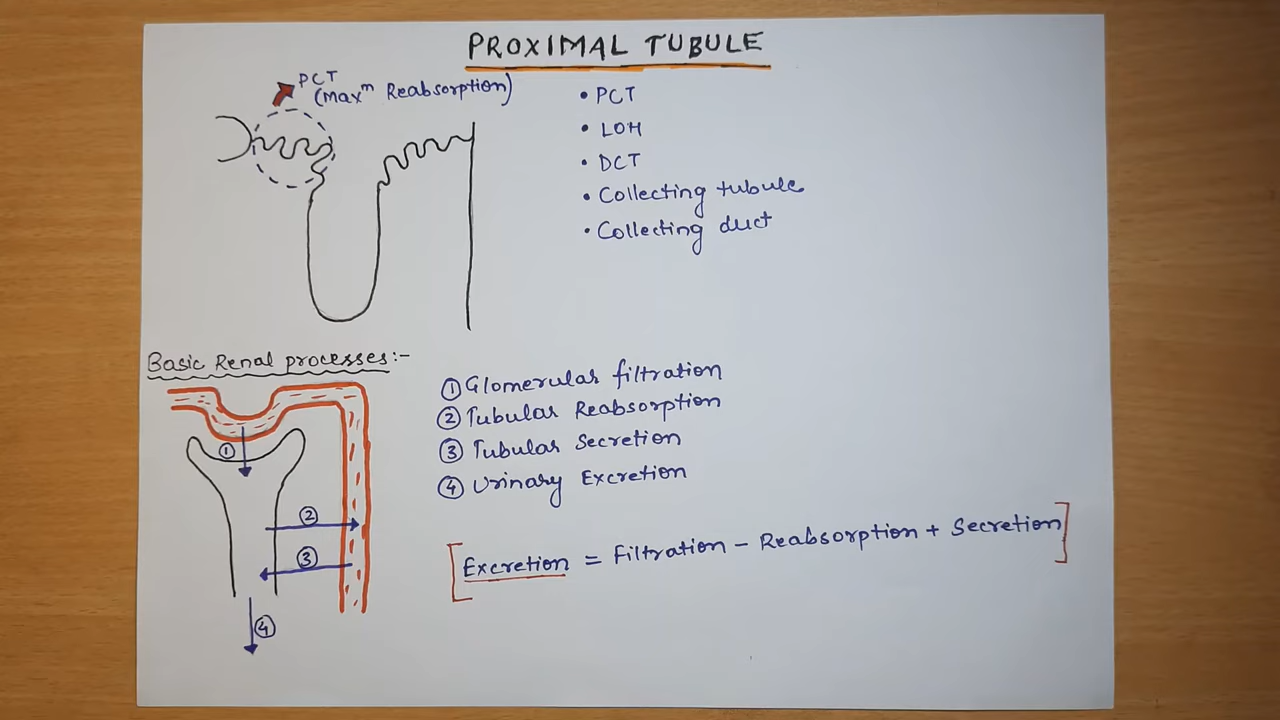 PROXIMAL TUBULE
PCT
(Maxᵐ Reabsorption)
• PCT
• LOH
• DCT
• Collecting tubule
• Collecting duct
Basic Renal processes:-
① Glomerular filtration
② Tubular Reabsorption
③ Tubular Secretion
④ Urinary Excretion
①
②
③
④
[Excretion = Filtration - Reabsorption + Secretion]